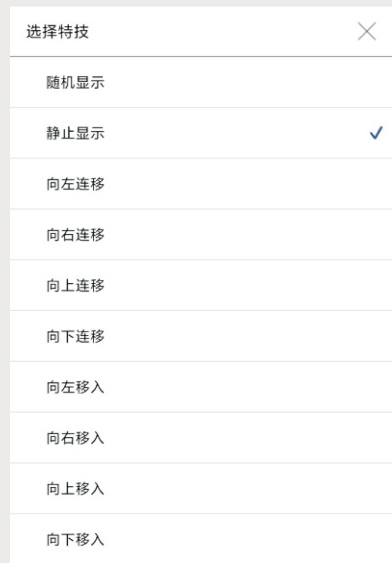 选择特技
随机显示
静止显示
向左连移
向右连移
向上连移
向下连移
向左移入
向右移入
向上移入
向下移入